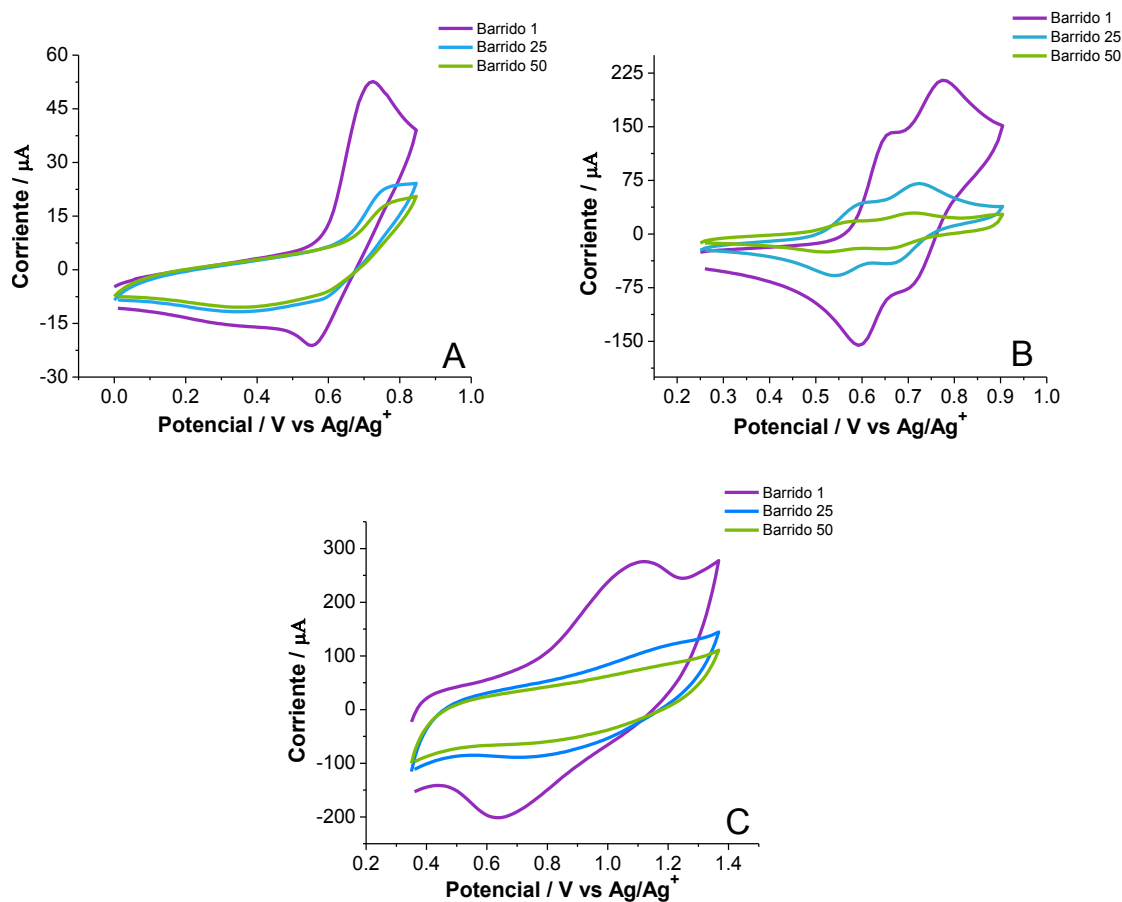 Barrido 1
Barrido 25
Barrido 50
60
45
30
15
0
-15
-30
Corriente / µA
0.0 0.2 0.4 0.6 0.8 1.0
Potencial / V vs Ag/Ag⁺
A
Barrido 1
Barrido 25
Barrido 50
225
150
75
0
-75
-150
Corriente / µA
0.2 0.3 0.4 0.5 0.6 0.7 0.8 0.9 1.0
Potencial / V vs Ag/Ag⁺
B
Barrido 1
Barrido 25
Barrido 50
300
200
100
0
-100
-200
Corriente / µA
0.2 0.4 0.6 0.8 1.0 1.2 1.4
Potencial / V vs Ag/Ag⁺
C